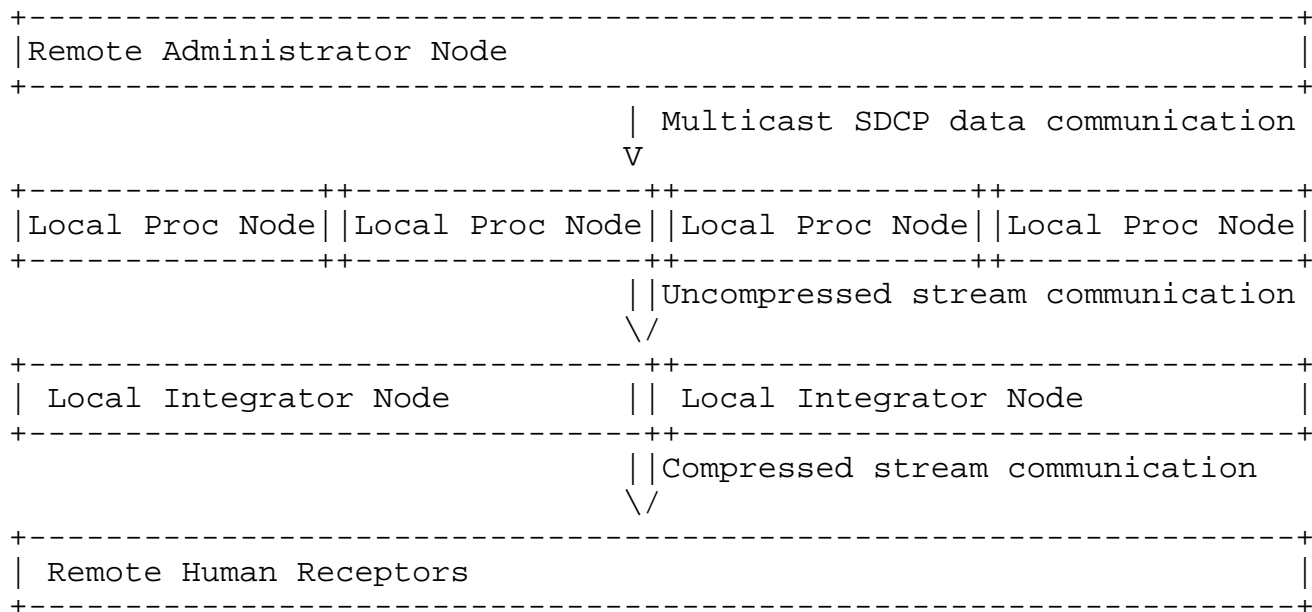 Remote Administrator Node
Multicast SDCP data communication
Local Proc Node Local Proc Node Local Proc Node Local Proc Node
Uncompressed stream communication
Local Integrator Node Local Integrator Node
Compressed stream communication
Remote Human Receptors